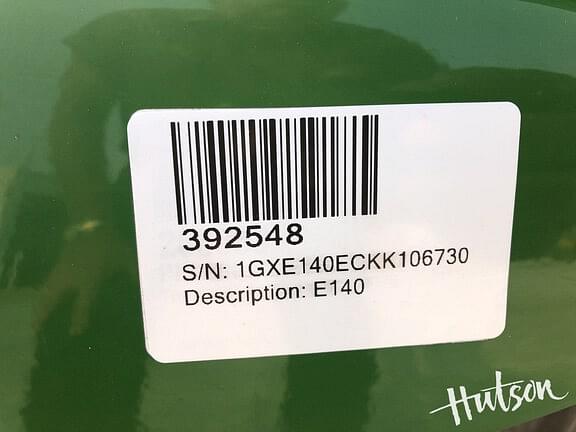 392548
S/N: 1GXE140ECKK106730
Description: E140
Hutson